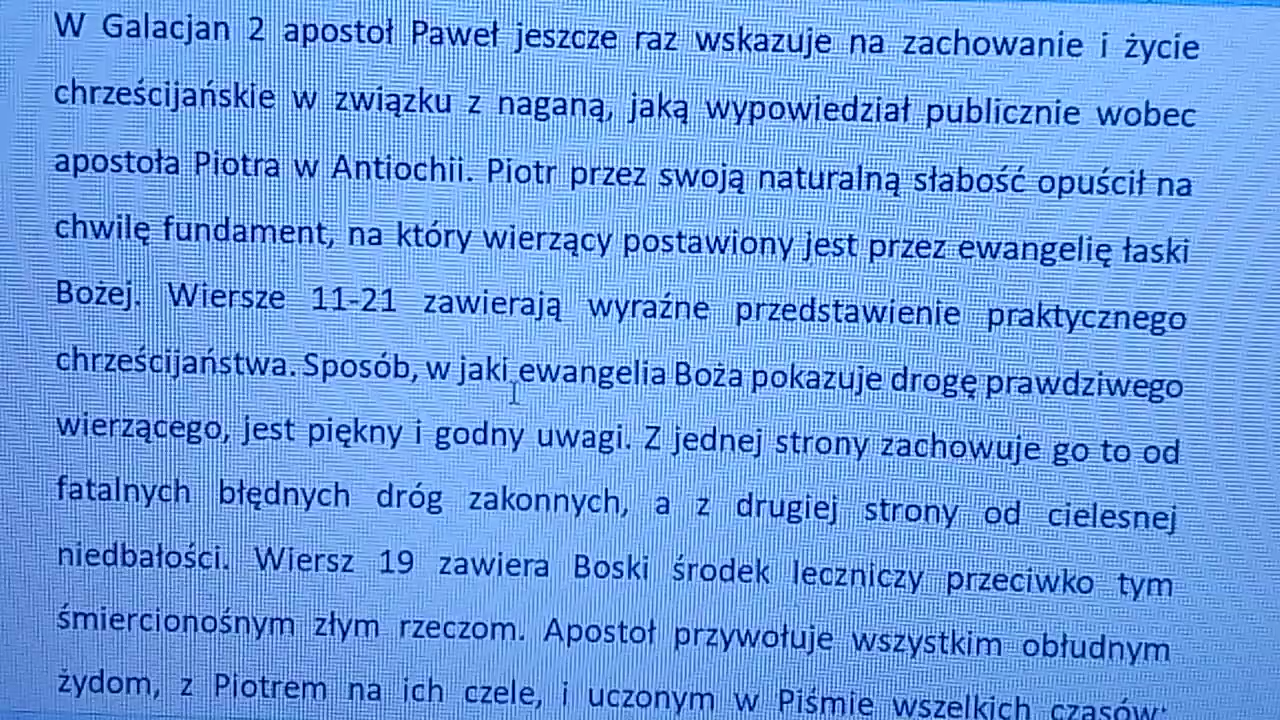 W Galacjan 2 apostoł Paweł jeszcze raz wskazuje na zachowanie i życie
chrześcijańskie w związku z naganą, jaką wypowiedział publicznie wobec
apostoła Piotra w Antiochii. Piotr przez swoją naturalną słabość opuścił na
chwilę fundament, na który wierzący postawiony jest przez ewangelię łaski
Bożej. Wiersze 11-21 zawierają wyraźne przedstawienie praktycznego
chrześcijaństwa. Sposób, w jaki ewangelia Boża pokazuje drogę prawdziwego
wierzącego, jest piękny i godny uwagi. Z jednej strony zachowuje go to od
fatalnych błędnych dróg zakonnych, a z drugiej strony od cielesnej
niedbałości. Wiersz 19 zawiera Boski środek leczniczy przeciwko tym
śmiercionośnym złym rzeczom. Apostoł przywołuje wszystkim obłudnym
żydom, z Piotrem na ich czele, i uczonym w Piśmie wszelkich czasów: